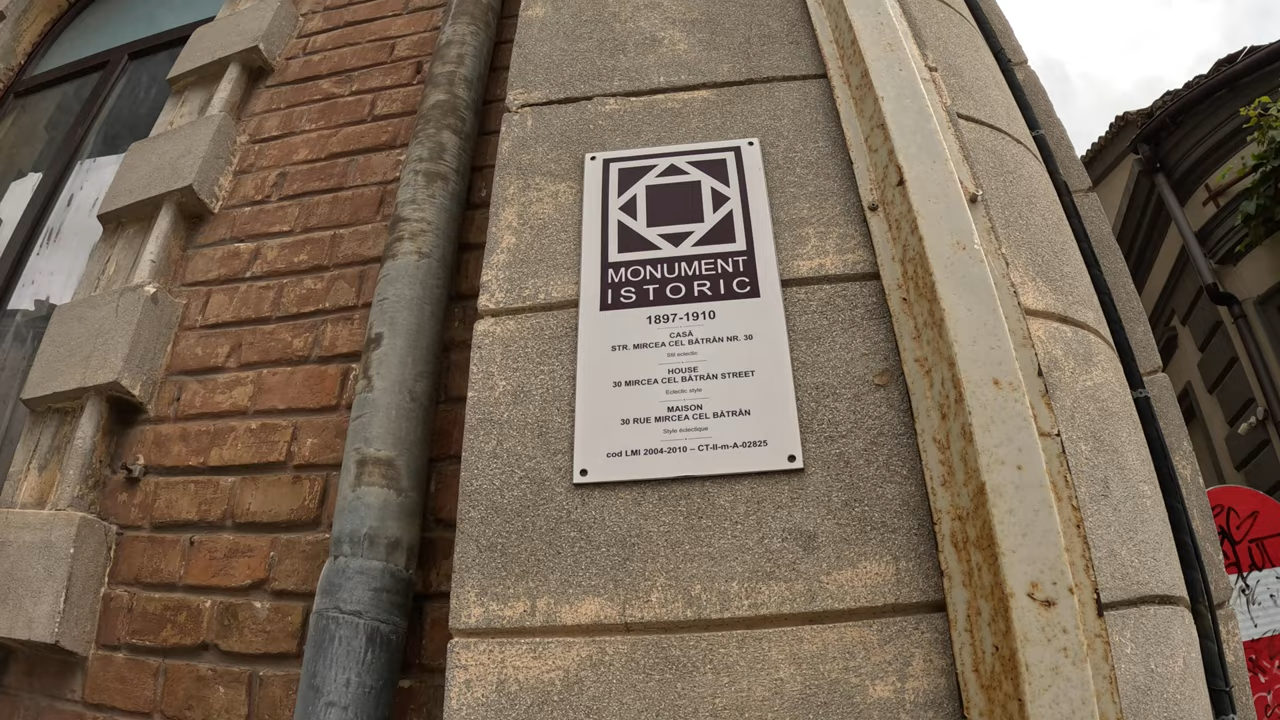 MONUMENT
ISTORIC
1897-1910
CASĂ
STR. MIRCEA CEL BĂTRÂN NR. 30
Stil eclectic
HOUSE
30 MIRCEA CEL BĂTRÂN STREET
Eclectic style
MAISON
30 RUE MIRCEA CEL BĂTRÂN
Style éclectique
cod LMI 2004-2010 – CT-II-m-A-02825